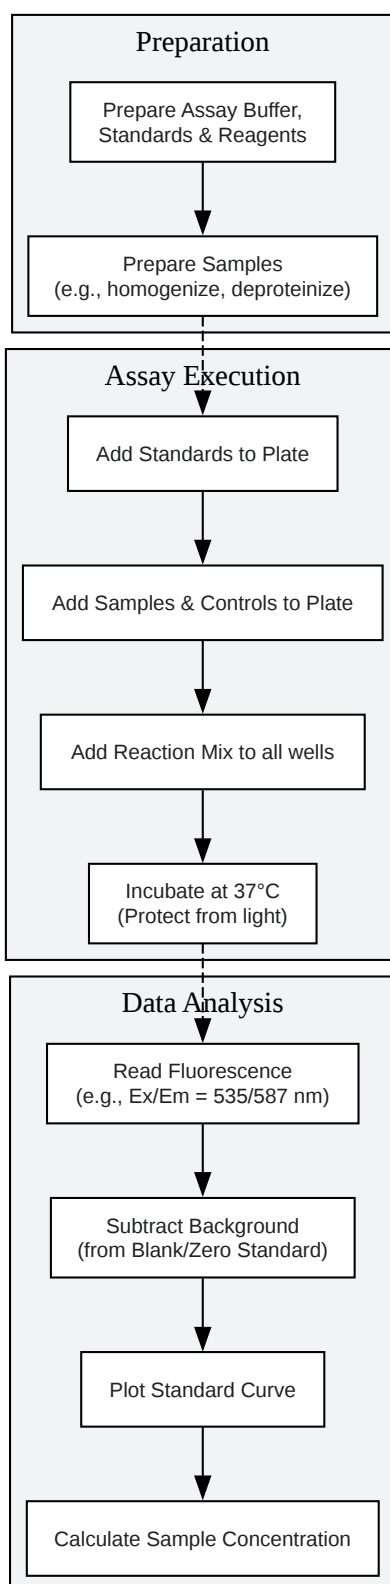 Preparation
Prepare Assay Buffer,
Standards & Reagents
Prepare Samples
(e.g., homogenize, deproteinize)
Assay Execution
Add Standards to Plate
Add Samples & Controls to Plate
Add Reaction Mix to all wells
Incubate at 37°C
(Protect from light)
Data Analysis
Read Fluorescence
(e.g., Ex/Em = 535/587 nm)
Subtract Background
(from Blank/Zero Standard)
Plot Standard Curve
Calculate Sample Concentration